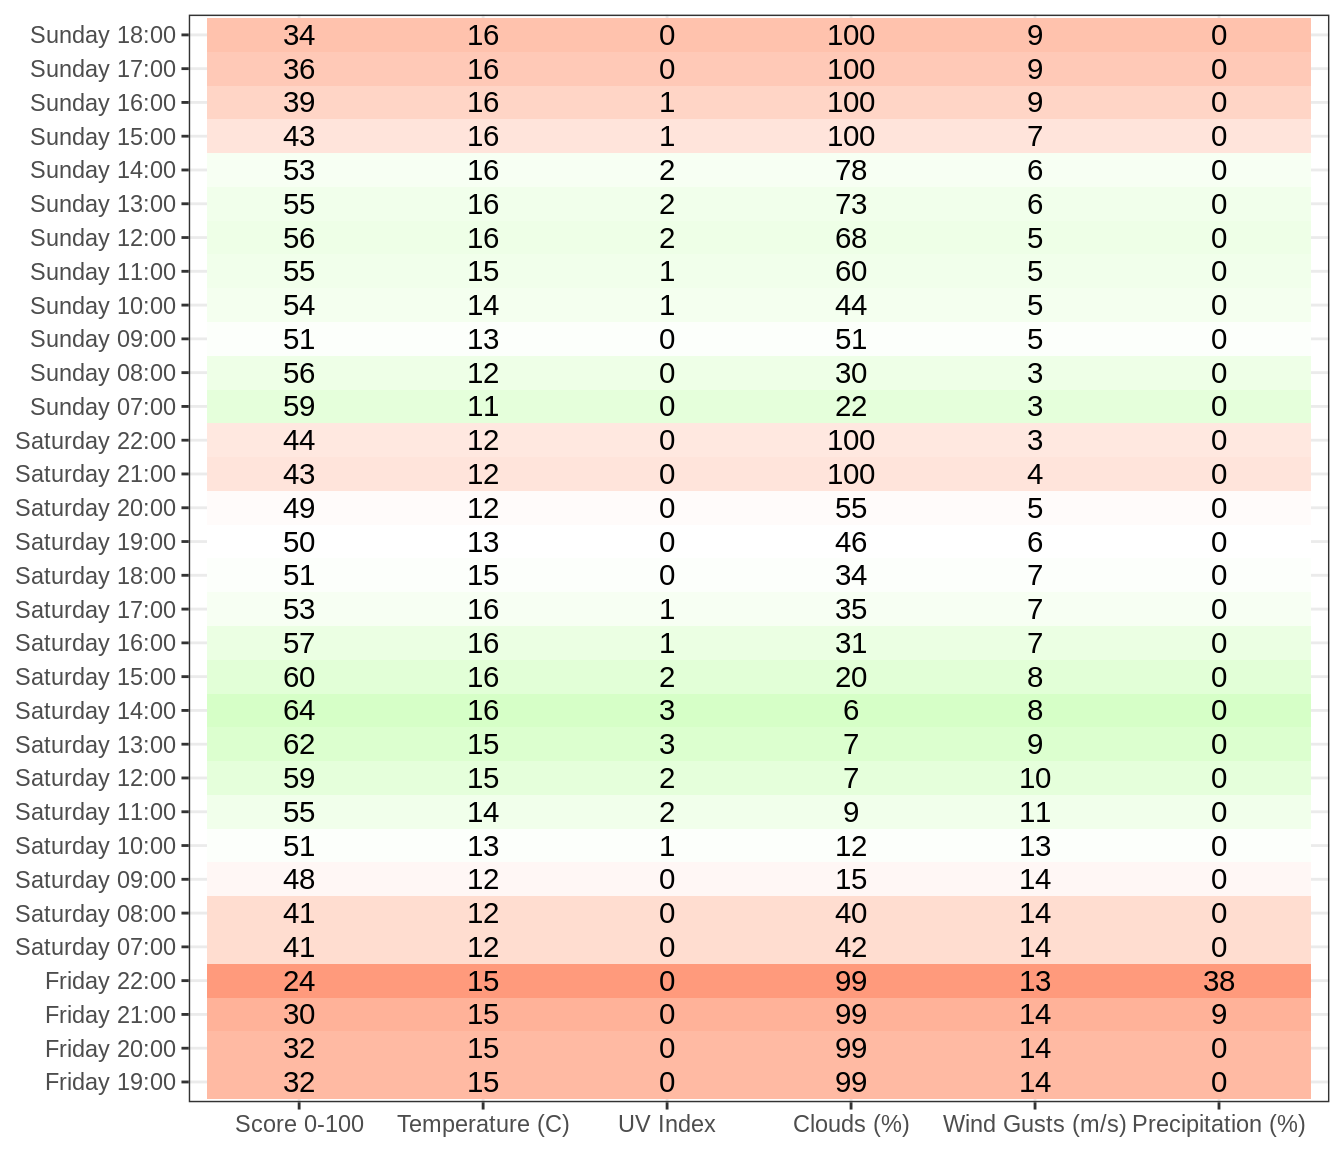 Sunday 18:00 34 16 0 100 9 0
Sunday 17:00 36 16 0 100 9 0
Sunday 16:00 39 16 1 100 9 0
Sunday 15:00 43 16 1 100 7 0
Sunday 14:00 53 16 2 78 6 0
Sunday 13:00 55 16 2 73 6 0
Sunday 12:00 56 16 2 68 5 0
Sunday 11:00 55 15 1 60 5 0
Sunday 10:00 54 14 1 44 5 0
Sunday 09:00 51 13 0 51 5 0
Sunday 08:00 56 12 0 30 3 0
Sunday 07:00 59 11 0 22 3 0
Saturday 22:00 44 12 0 100 3 0
Saturday 21:00 43 12 0 100 4 0
Saturday 20:00 49 12 0 55 5 0
Saturday 19:00 50 13 0 46 6 0
Saturday 18:00 51 15 0 34 7 0
Saturday 17:00 53 16 1 35 7 0
Saturday 16:00 57 16 1 31 7 0
Saturday 15:00 60 16 2 20 8 0
Saturday 14:00 64 16 3 6 8 0
Saturday 13:00 62 15 3 7 9 0
Saturday 12:00 59 15 2 7 10 0
Saturday 11:00 55 14 2 9 11 0
Saturday 10:00 51 13 1 12 13 0
Saturday 09:00 48 12 0 15 14 0
Saturday 08:00 41 12 0 40 14 0
Saturday 07:00 41 12 0 42 14 0
Friday 22:00 24 15 0 99 13 38
Friday 21:00 30 15 0 99 14 9
Friday 20:00 32 15 0 99 14 0
Friday 19:00 32 15 0 99 14 0
Score 0-100 Temperature (C) UV Index Clouds (%) Wind Gusts (m/s) Precipitation (%)